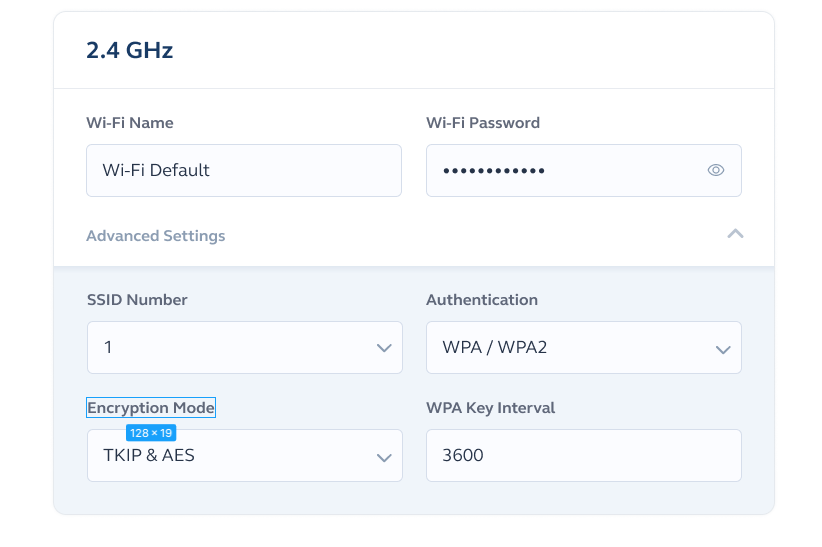 2.4 GHz
Wi-Fi Name
Wi-Fi Password
Wi-Fi Default
••••••••••••
Advanced Settings
SSID Number
Authentication
1
WPA / WPA2
Encryption Mode
WPA Key Interval
128 × 19
TKIP & AES
3600